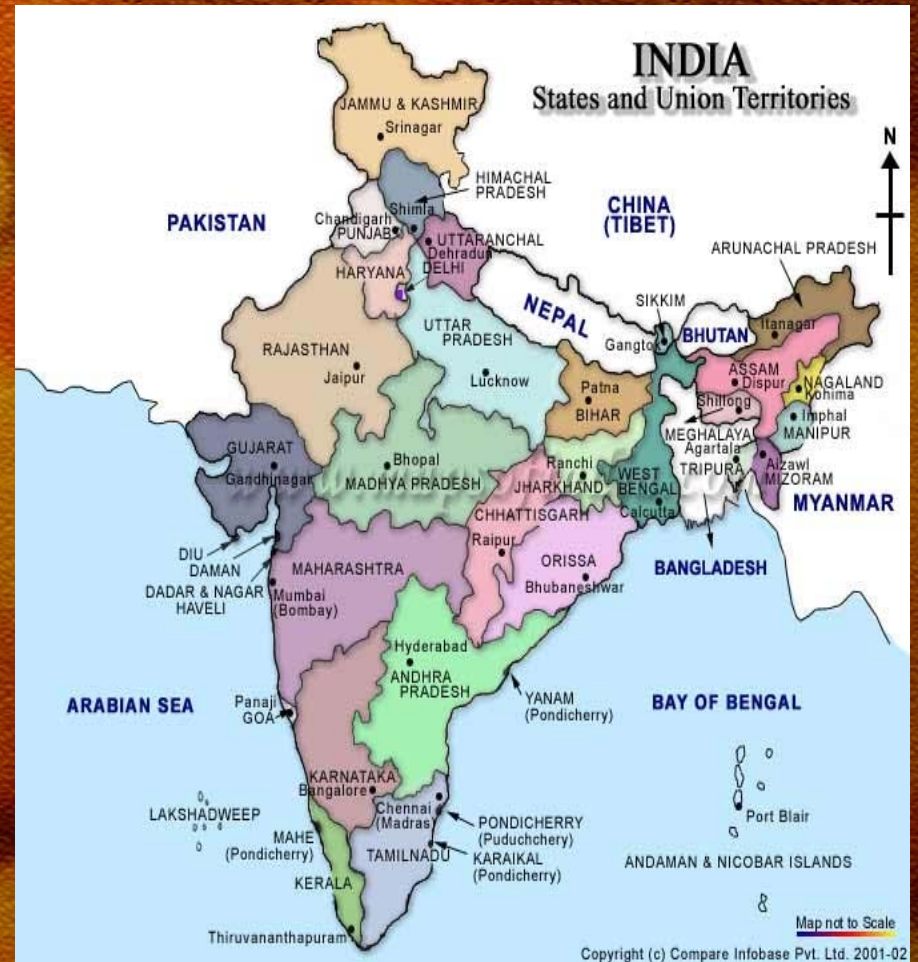 INDIA
States and Union Territories
N
JAMMU & KASHMIR
Srinagar
HIMACHAL
PRADESH
PAKISTAN
CHINA
(TIBET)
Shimla
Chandigarh
PUNJAB
UTTARANCHAL
Dehradun
DELHI
HARYANA
ARUNACHAL PRADESH
NEPAL
SIKKIM
BHUTAN
Itanagar
Gangtok
UTTAR
PRADESH
RAJASTHAN
Jaipur
Lucknow
ASSAM
Dispur
NAGALAND
Kohima
Patna
BIHAR
Shillong
Imphal
MEGHALAYA
MANIPUR
Agartala
TRIPURA
Aizawl
MIZORAM
GUJARAT
Gandhinagar
Bhopal
MADHYA PRADESH
Ranchi
JHARKHAND
WEST
BENGAL
Calcutta
MYANMAR
CHHATTISGARH
Raipur
DIU
DAMAN
DADAR & NAGAR
HAVELI
MAHARASHTRA
Mumbai
(Bombay)
ORISSA
Bhubaneshwar
BANGLADESH
Hyderabad
ANDHRA
PRADESH
ARABIAN SEA
Panaji
GOA
YANAM
(Pondicherry)
BAY OF BENGAL
KARNATAKA
Bangalore
LAKSHADWEEP
Chennai
(Madras)
PONDICHERRY
(Puduchchery)
Port Blair
MAHE
(Pondicherry)
TAMILNADU
KARAIKAL
(Pondicherry)
ANDAMAN & NICOBAR ISLANDS
KERALA
Thiruvananthapuram
Map not to Scale
Copyright (c) Compare Infobase Pvt. Ltd. 2001-02